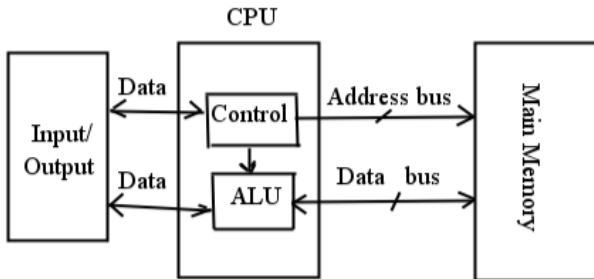 CPU
Data
Control
Address bus
Input/
Output
Data
ALU
Data bus
Main Memory